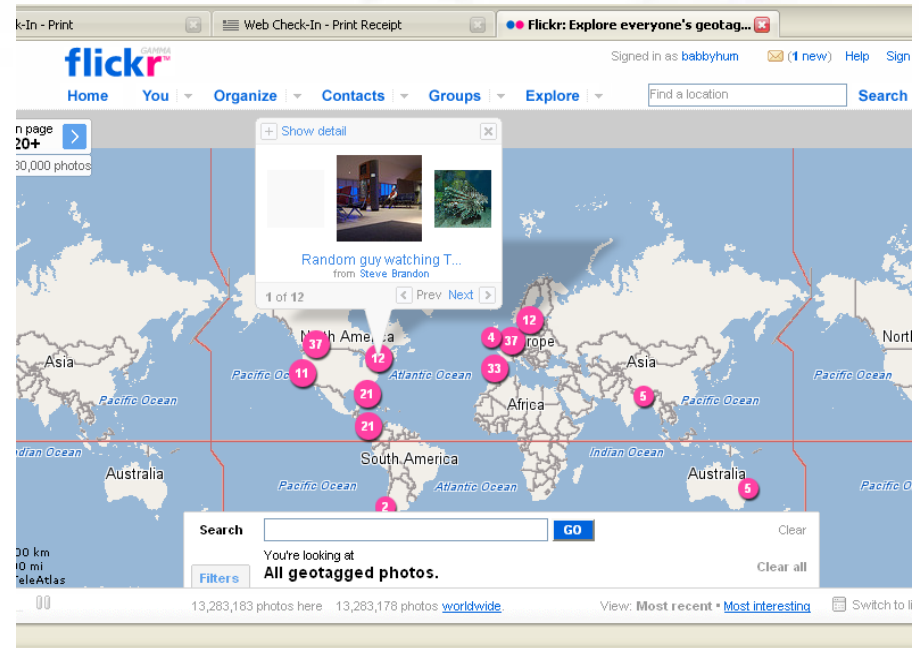 k-In - Print
Web Check-In - Print Receipt
Flickr: Explore everyone's geotag...
flickr™
GAMMA
Signed in as babbyhum
(1 new) Help Sign
Home You Organize Contacts Groups Explore
Find a location
Search
n page
20+
30,000 photos
Show detail
Random guy watching T...
from Steve Brandon
1 of 12
Prev Next
Asia
Pacific Ocean
Indian Ocean
Australia
37
11
12
21
21
2
4
37
12
33
5
5
Atlantic Ocean
Europe
Africa
South America
Pacific Ocean
Atlantic Ocean
Asia
Pacific Ocean
Indian Ocean
Australia
North
Pacific Ocean
Pacific O
Search
GO
Clear
You're looking at
All geotagged photos.
Clear all
Filters
00 km
00 mi
TeleAtlas
13,283,183 photos here 13,283,178 photos worldwide.
View: Most recent • Most interesting
Switch to li